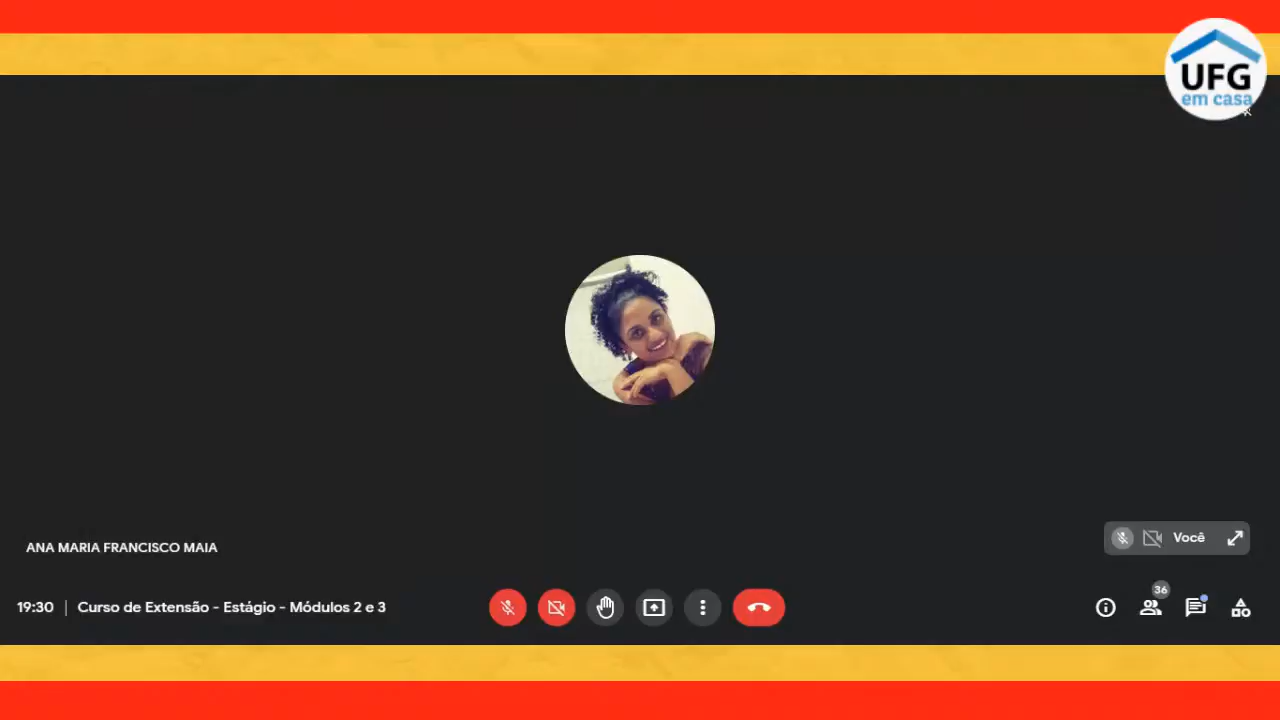 UFG
em casa
ANA MARIA FRANCISCO MAIA
Você
19:30 | Curso de Extensão - Estágio - Módulos 2 e 3
36